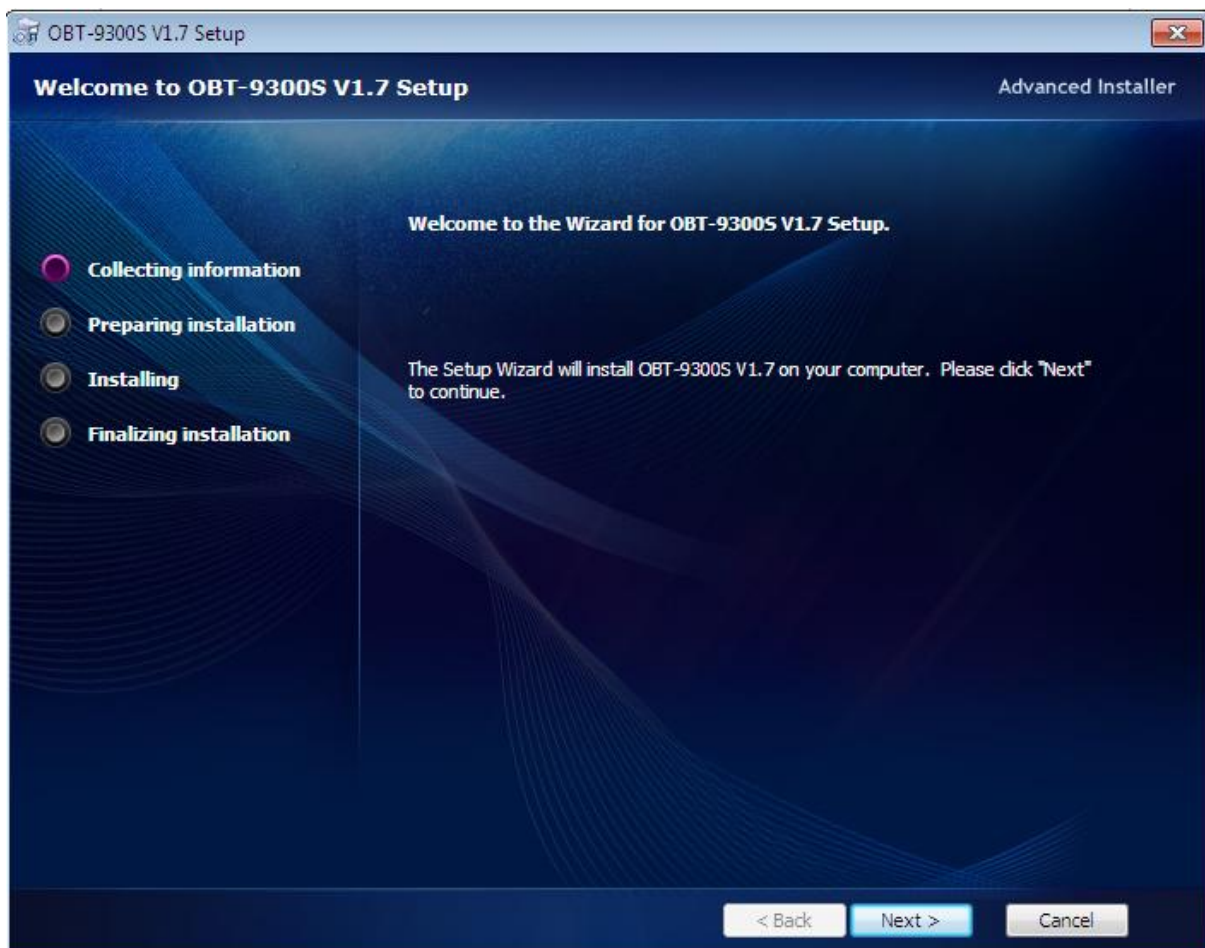 OBT-9300S V1.7 Setup
Welcome to OBT-9300S V1.7 Setup
Advanced Installer
Welcome to the Wizard for OBT-9300S V1.7 Setup.
Collecting information
Preparing installation
Installing
Finalizing installation
The Setup Wizard will install OBT-9300S V1.7 on your computer.  Please click "Next"
to continue.
< Back
Next >
Cancel